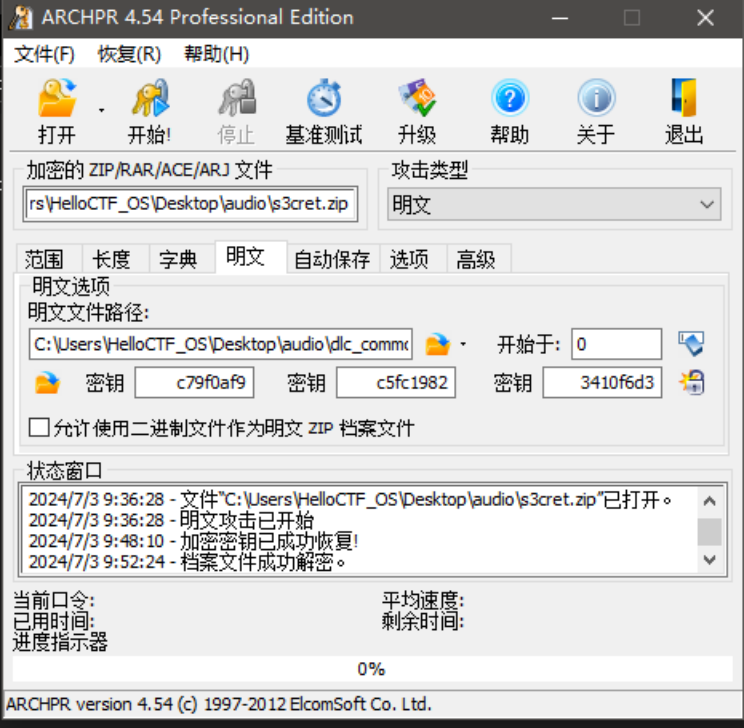 ARCHPR 4.54 Professional Edition
文件(F) 恢复(R) 帮助(H)
打开 开始! 停止 基准测试 升级 帮助 关于 退出
加密的 ZIP/RAR/ACE/ARJ 文件 攻击类型
rs\HelloCTF_OS\Desktop\audio\s3cret.zip 明文
范围 长度 字典 明文 自动保存 选项 高级
明文选项
明文文件路径:
C:\Users\HelloCTF_OS\Desktop\audio\dlc_commo 开始于: 0
密钥 c79f0af9 密钥 c5fc1982 密钥 3410f6d3
允许使用二进制文件作为明文 ZIP 档案文件
状态窗口
2024/7/3 9:36:28 - 文件“C:\Users\HelloCTF_OS\Desktop\audio\s3cret.zip”已打开。
2024/7/3 9:36:28 - 明文攻击已开始
2024/7/3 9:48:10 - 加密密钥已成功恢复!
2024/7/3 9:52:24 - 档案文件成功解密。
当前口令: 平均速度:
已用时间: 剩余时间:
进度指示器
0%
ARCHPR version 4.54 (c) 1997-2012 ElcomSoft Co. Ltd.